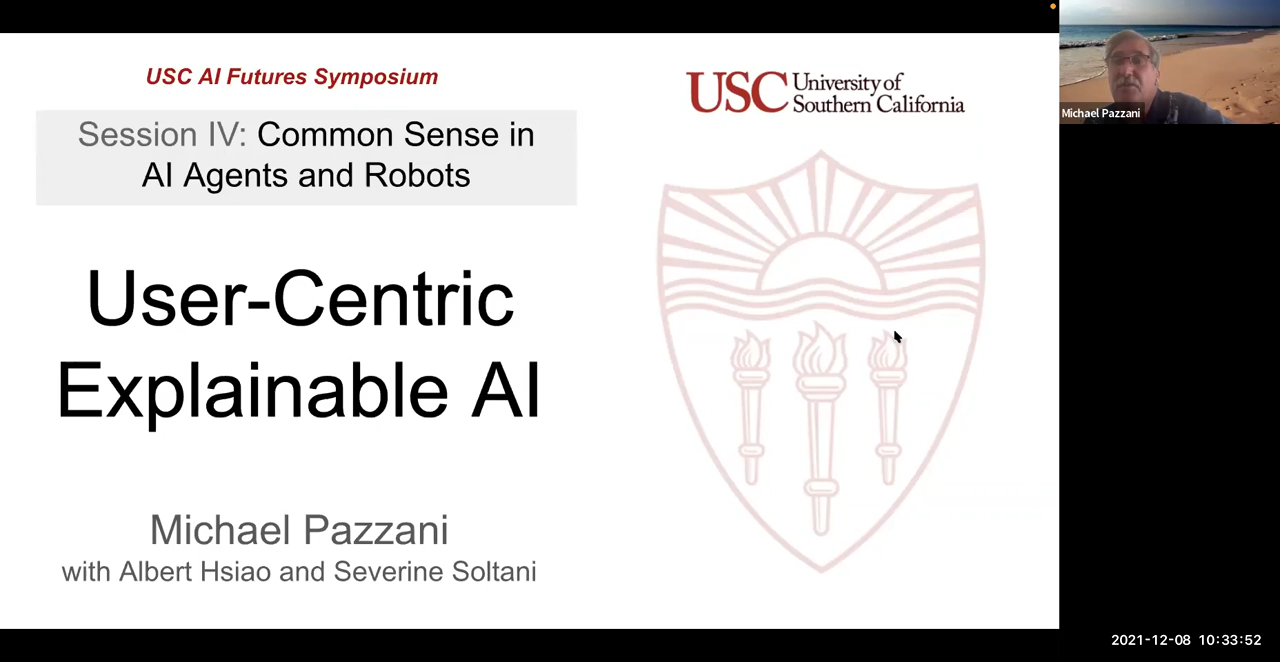 USC AI Futures Symposium
Session IV: Common Sense in
AI Agents and Robots
User-Centric
Explainable AI
Michael Pazzani
with Albert Hsiao and Severine Soltani
USC University of
Southern California
Michael Pazzani
2021-12-08 10:33:52